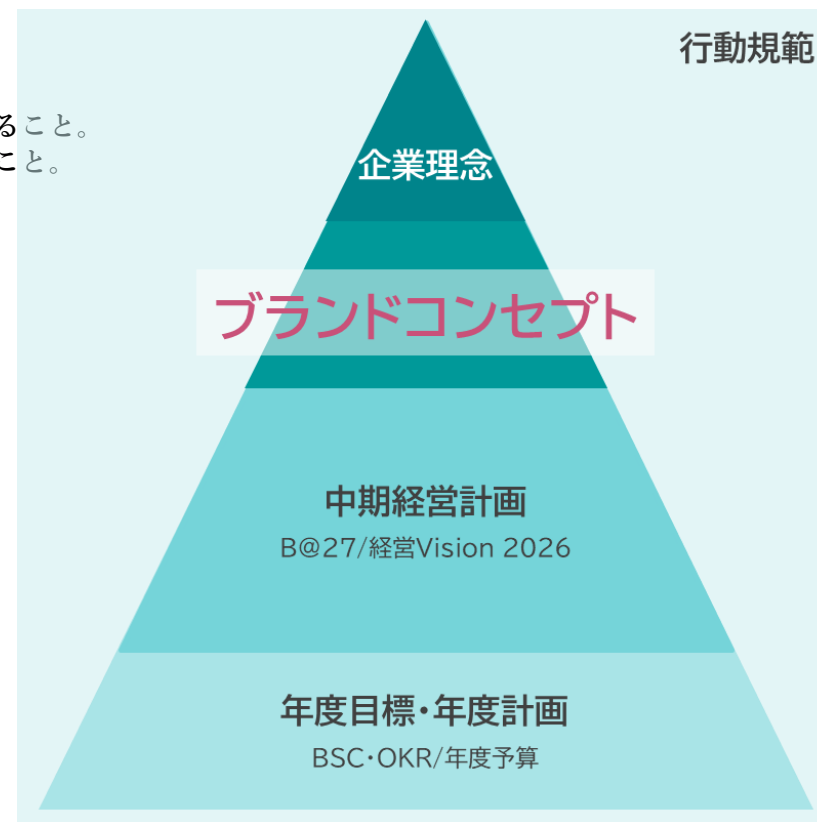 行動規範
ること。
こと。
企業理念
ブランドコンセプト
中期経営計画
B@27/経営Vision 2026
年度目標・年度計画
BSC・OKR/年度予算